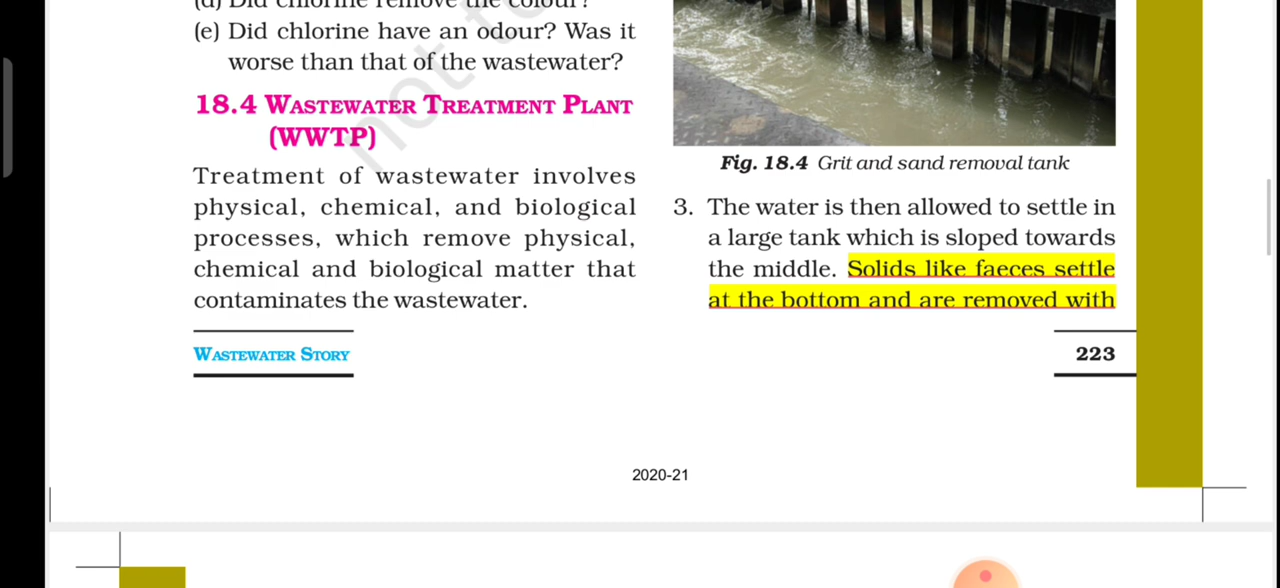 (e) Did chlorine have an odour? Was it
worse than that of the wastewater?
18.4 WASTEWATER TREATMENT PLANT
(WWTP)
Treatment of wastewater involves
physical, chemical, and biological
processes, which remove physical,
chemical and biological matter that
contaminates the wastewater.
Fig. 18.4 Grit and sand removal tank
3. The water is then allowed to settle in
a large tank which is sloped towards
the middle. Solids like faeces settle
at the bottom and are removed with
WASTEWATER STORY
223
2020-21
not